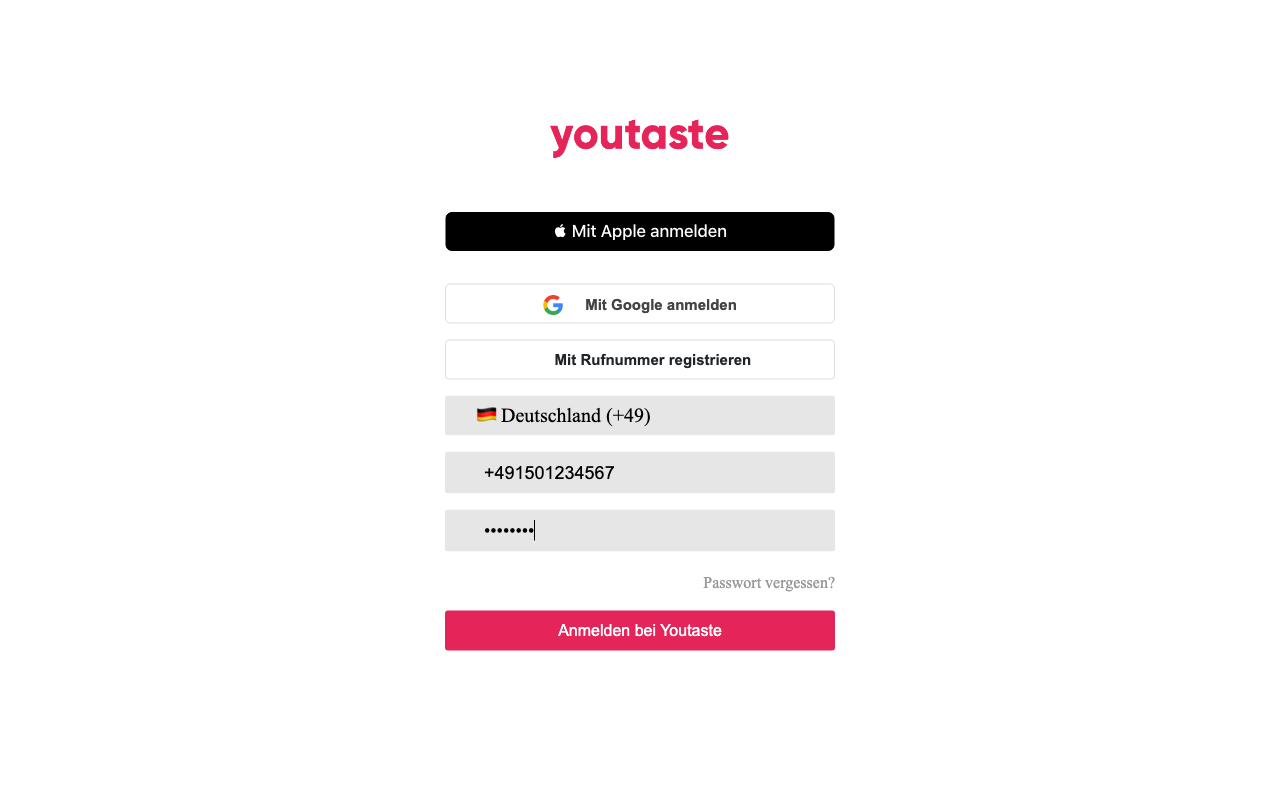 youtaste
Mit Apple anmelden
Mit Google anmelden
Mit Rufnummer registrieren
🇩🇪 Deutschland (+49)
+491501234567
••••••••
Passwort vergessen?
Anmelden bei Youtaste